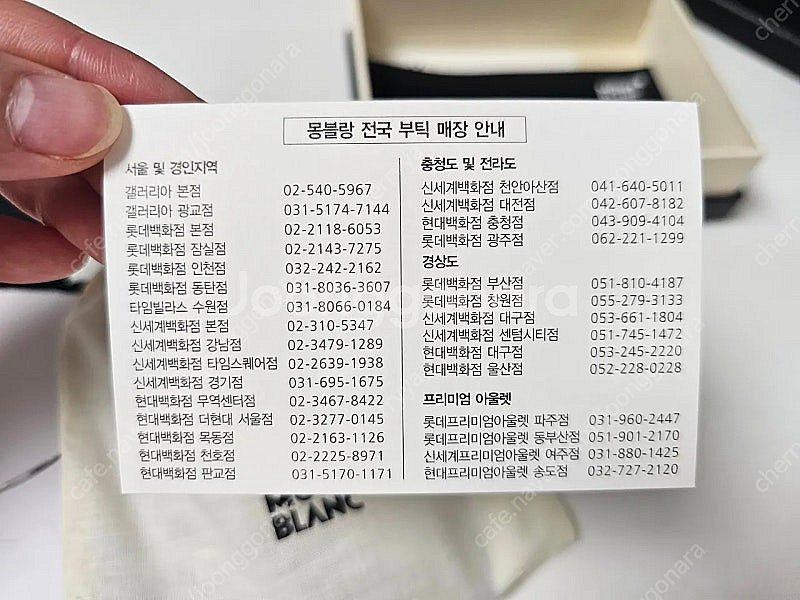 몽블랑 전국 부틱 매장 안내
서울 및 경인지역
갤러리아 본점 02-540-5967
갤러리아 광교점 031-5174-7144
롯데백화점 본점 02-2118-6053
롯데백화점 잠실점 02-2143-7275
롯데백화점 인천점 032-242-2162
롯데백화점 동탄점 031-8036-3607
타임빌라스 수원점 031-8066-0184
신세계백화점 본점 02-310-5347
신세계백화점 강남점 02-3479-1289
신세계백화점 타임스퀘어점 02-2639-1938
신세계백화점 경기점 031-695-1675
현대백화점 무역센터점 02-3467-8422
현대백화점 더현대 서울점 02-3277-0145
현대백화점 목동점 02-2163-1126
현대백화점 천호점 02-2225-8971
현대백화점 판교점 031-5170-1171
충청도 및 전라도
신세계백화점 천안아산점 041-640-5011
신세계백화점 대전점 042-607-8182
현대백화점 충청점 043-909-4104
롯데백화점 광주점 062-221-1299
경상도
롯데백화점 부산점 051-810-4187
롯데백화점 창원점 055-279-3133
신세계백화점 대구점 053-661-1804
신세계백화점 센텀시티점 051-745-1472
현대백화점 대구점 053-245-2220
현대백화점 울산점 052-228-0228
프리미엄 아울렛
롯데프리미엄아울렛 파주점 031-960-2447
롯데프리미엄아울렛 동부산점 051-901-2170
신세계프리미엄아울렛 여주점 031-880-1425
현대프리미엄아울렛 송도점 032-727-2120
Joonggonara
BLANC